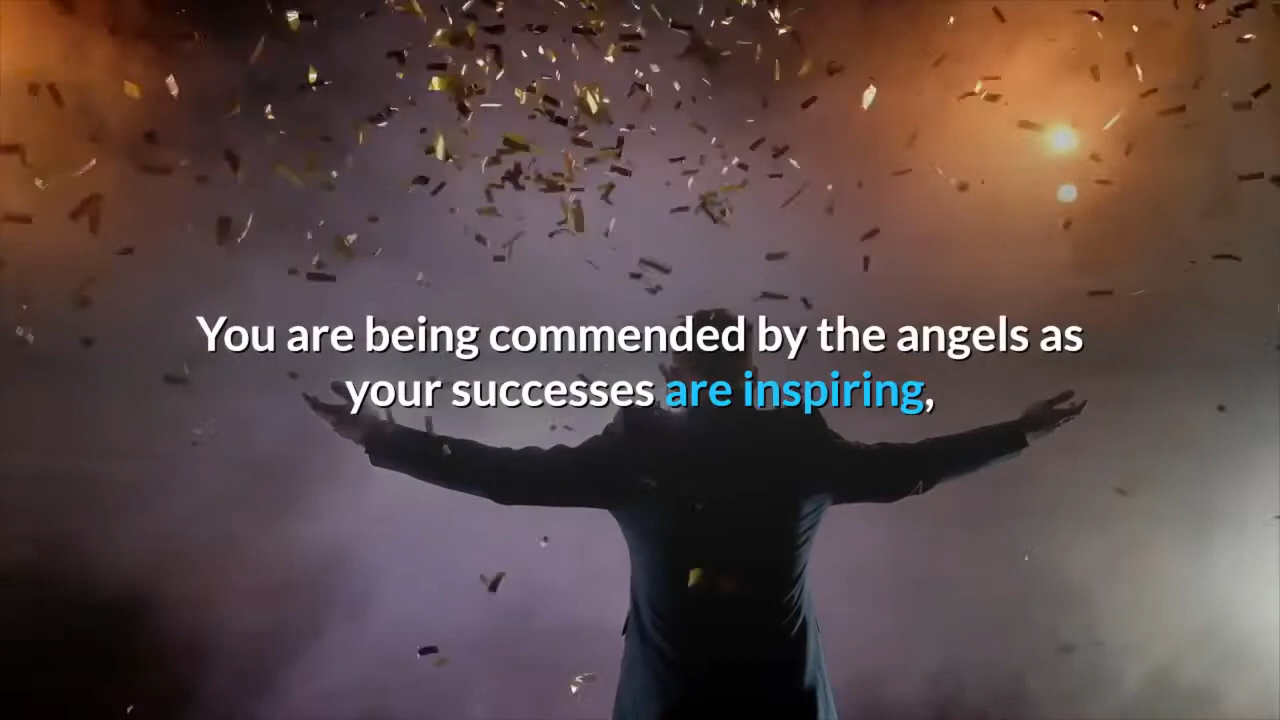 You are being commended by the angels as
your successes are inspiring,